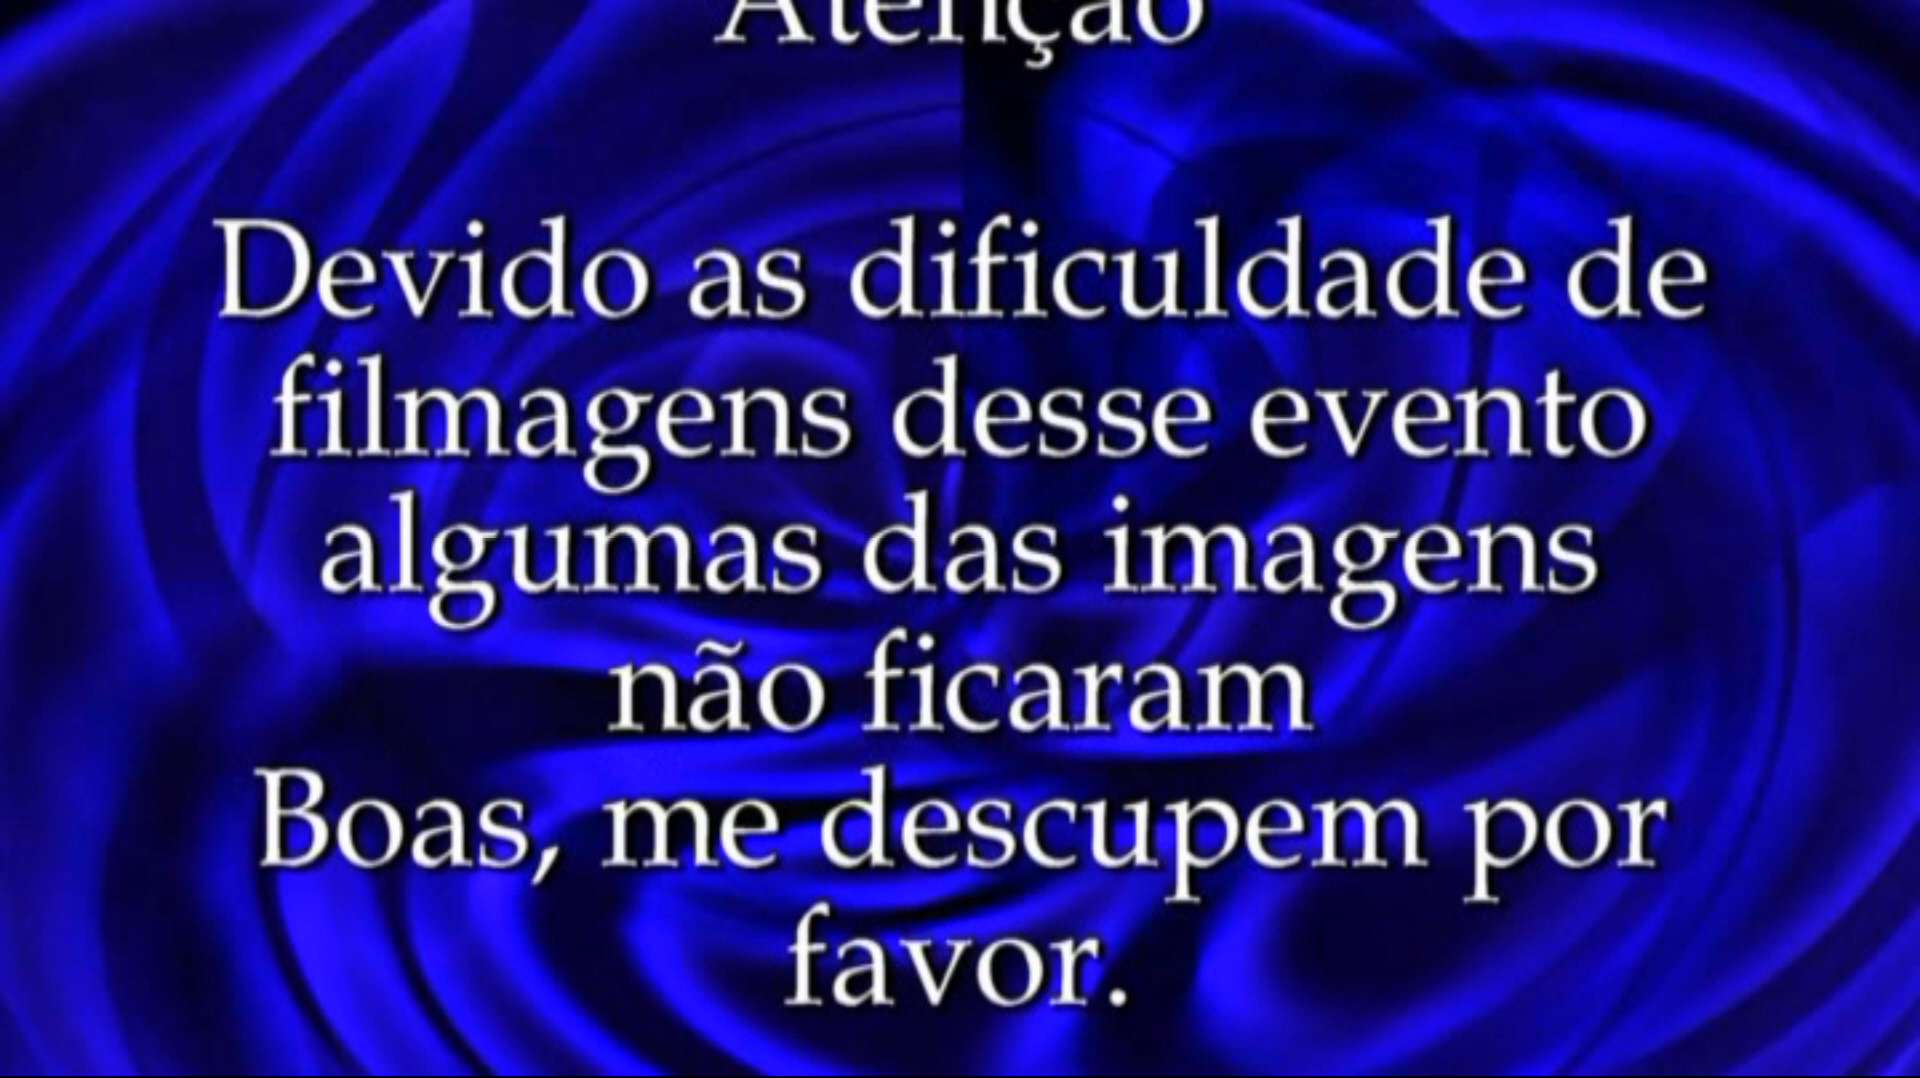 Atenção
Devido as dificuldade de
filmagens desse evento
algumas das imagens
não ficaram
Boas, me descupem por
favor.